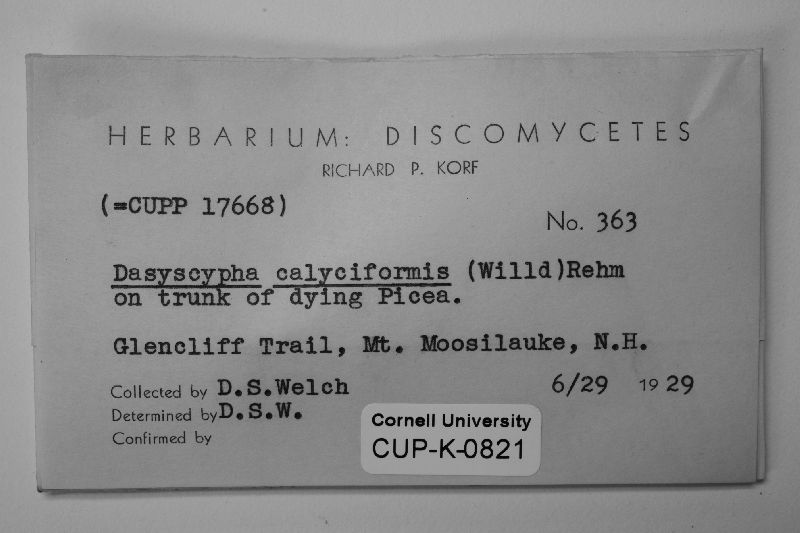 HERBARIUM: DISCOMYCETES
RICHARD P. KORF
(=CUPP 17668)
No. 363
Dasyscypha calyciformis (Willd)Rehm
on trunk of dying Picea.
Glencliff Trail, Mt. Moosilauke, N.H.
Collected by D.S.Welch 6/29 1929
Determined by D.S.W.
Confirmed by
Cornell University
CUP-K-0821